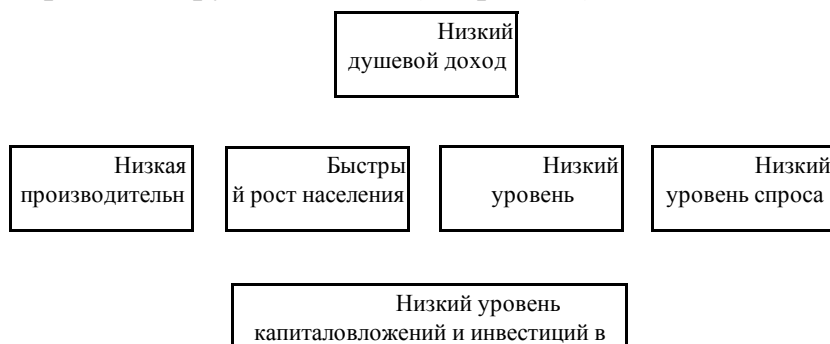 Низкий
душевой доход
Низкая
производительн
Быстры
й рост населения
Низкий
уровень
Низкий
уровень спроса
Низкий уровень
капиталовложений и инвестиций в